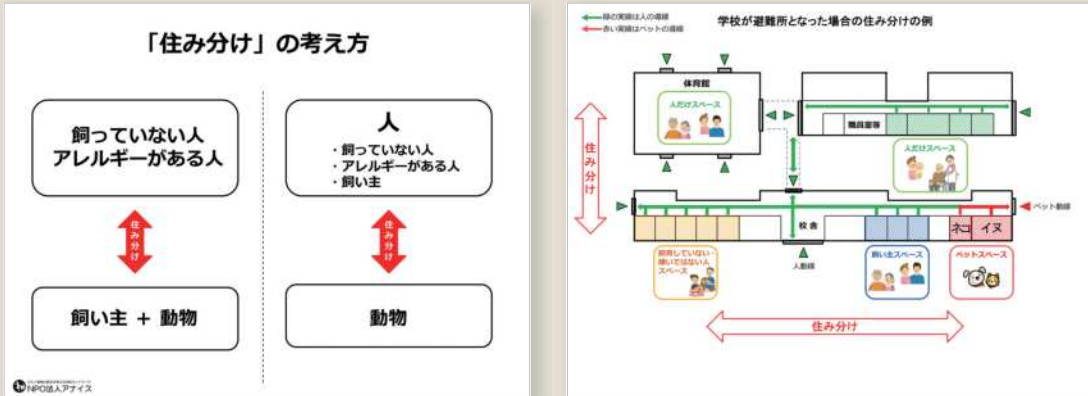 「住み分け」の考え方
飼っていない人
アレルギーがある人
住み分け
飼い主 + 動物
人
・飼っていない人
・アレルギーがある人
・飼い主
住み分け
動物
NPO法人アナイス
学校が避難所となった場合の住み分けの例
緑の実線は人の導線
赤い実線はペットの導線
体育館
人だけスペース
職員室等
人だけスペース
住み分け
ペット動線
校舎
ネコ
イヌ
人動線
飼育していない・
嫌いではない人
スペース
飼い主スペース
ペットスペース
住み分け